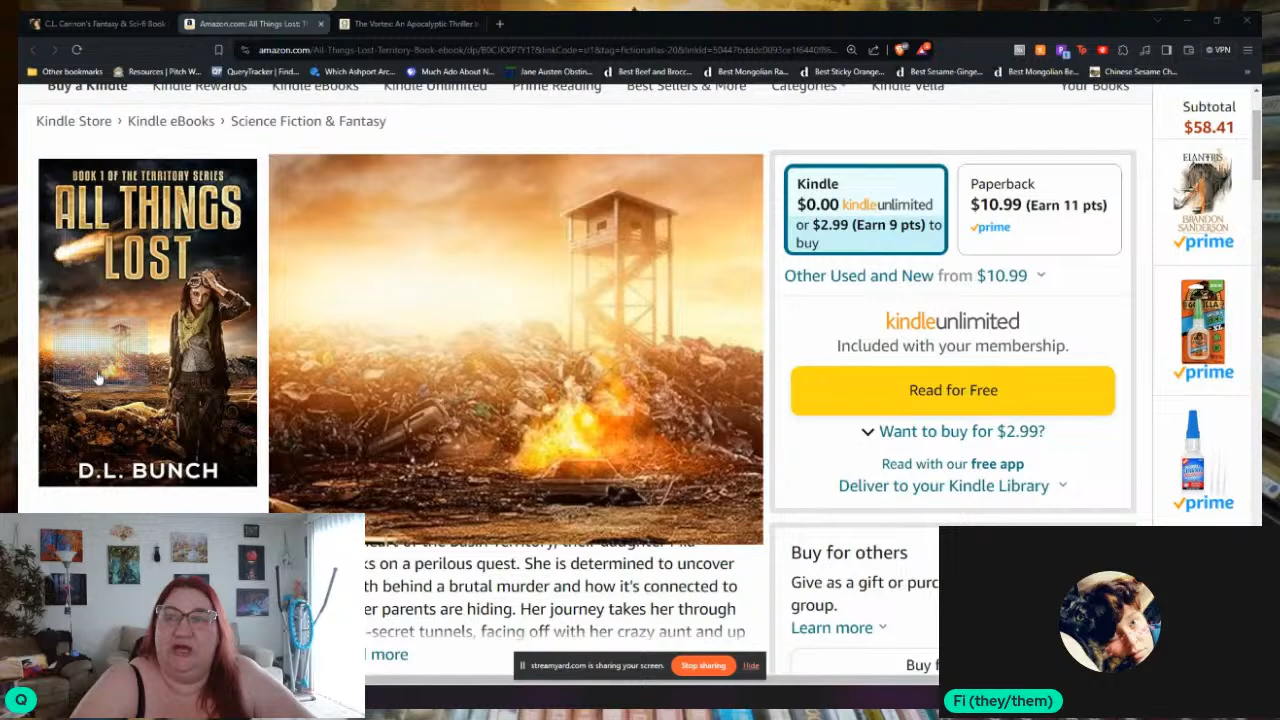 C.L. Cannon's Fantasy & Sci-fi Book
Amazon.com: All Things Lost: T
The Vortex: An Apocalyptic Thriller
amazon.com
VPN
Other bookmarks
Resources | Pitch W...
QueryTracker | Find...
Which Ashport Arc...
Much Ado About N...
Jane Austen Obstin...
Best Beef and Brocc...
Best Mongolian Ra...
Best Sticky Orange...
Best Sesame-Ginge...
Best Mongolian Be...
Chinese Sesame Ch...
Buy a Kindle
Kindle Rewards
Kindle eBooks
Kindle Unlimited
Prime Reading
Best Sellers & More
Categories
Kindle Vella
Your Books
Kindle Store › Kindle eBooks › Science Fiction & Fantasy
BOOK 1 OF THE TERRITORY SERIES
ALL THINGS
LOST
D.L. BUNCH
Kindle
$0.00 kindleunlimited
or $2.99 (Earn 9 pts) to
buy
Paperback
$10.99 (Earn 11 pts)
prime
Other Used and New from $10.99
kindleunlimited
Included with your membership.
Read for Free
Want to buy for $2.99?
Read with our free app
Deliver to your Kindle Library
Subtotal
$58.41
ELANTRIS
BRANDON
SANDERSON
prime
prime
prime
on a perilous quest. She is determined to uncover
behind a brutal murder and how it's connected to
parents are hiding. Her journey takes her through
-secret tunnels, facing off with her crazy aunt and up
more
Buy for others
Give as a gift or purc
group.
Learn more
Buy f
streamyard.com is sharing your screen.
Stop sharing
Hide
Q
Fi (they/them)